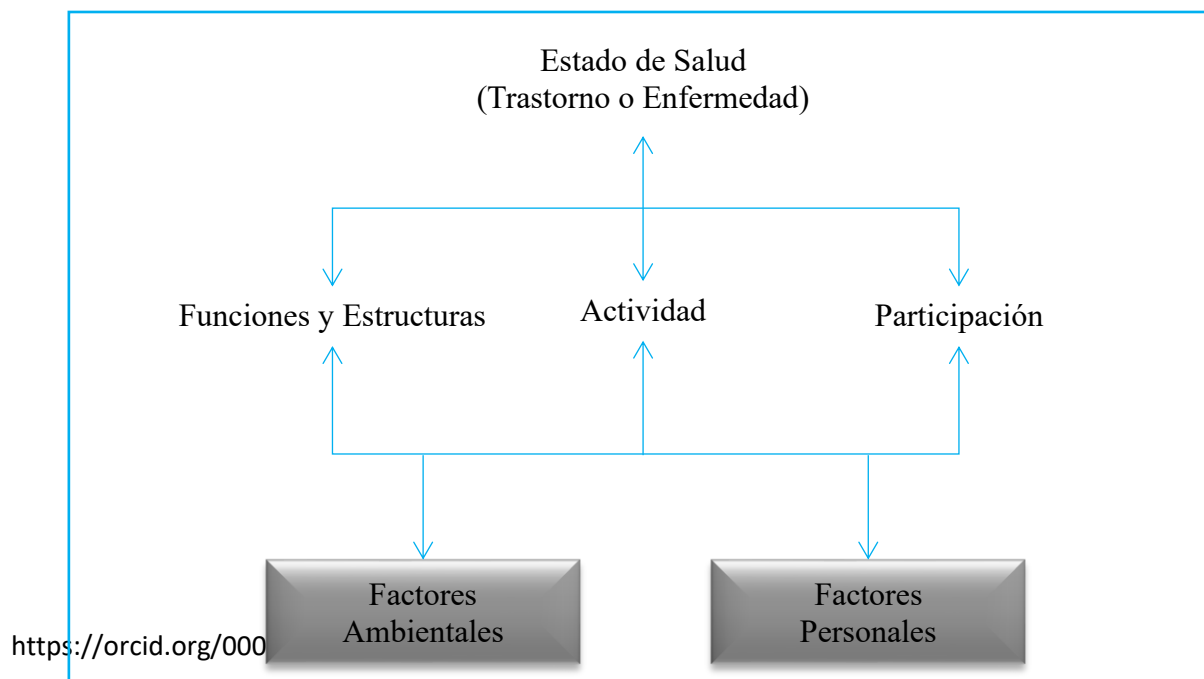 Estado de Salud
(Trastorno o Enfermedad)
Funciones y Estructuras
Actividad
Participación
Factores
Ambientales
Factores
Personales
https://orcid.org/000